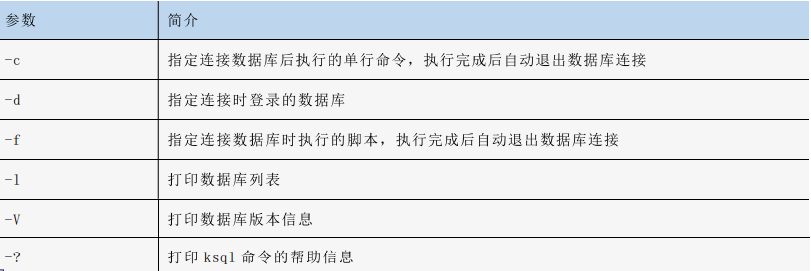 参数 简介
-c 指定连接数据库后执行的单行命令，执行完成后自动退出数据库连接
-d 指定连接时登录的数据库
-f 指定连接数据库时执行的脚本，执行完成后自动退出数据库连接
-l 打印数据库列表
-V 打印数据库版本信息
-? 打印 ksql 命令的帮助信息